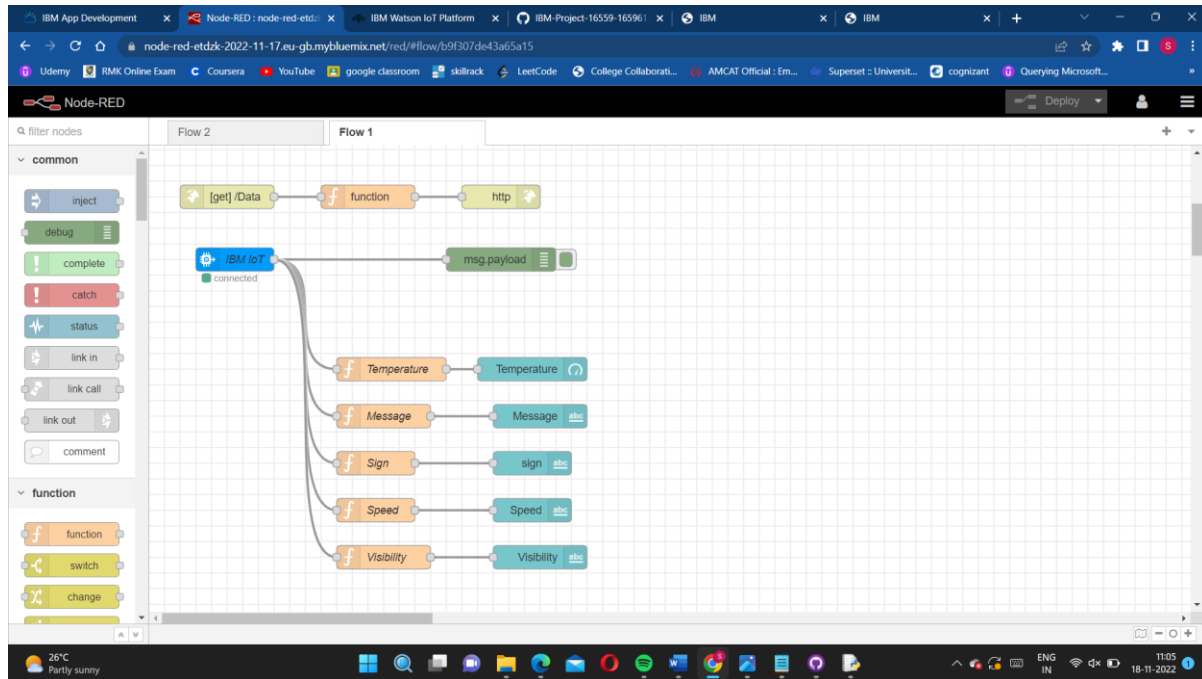 IBM App Development
Node-RED : node-red-etdz
IBM Watson IoT Platform
IBM-Project-16559-165961
IBM
IBM
node-red-etdzk-2022-11-17.eu-gb.mybluemix.net/red/#flow/b9f307de43a65a15
S
Udemy
RMK Online Exam
Coursera
YouTube
google classroom
skillrack
LeetCode
College Collaborati...
AMCAT Official : Em...
Superset :: Universit...
cognizant
Querying Microsoft...
Node-RED
Deploy
filter nodes
Flow 2
Flow 1
common
inject
debug
complete
catch
status
link in
link call
link out
comment
function
function
switch
change
[get] /Data
function
http
IBM IoT
connected
msg.payload
Temperature
Temperature
abc
Message
Message
abc
Sign
sign
abc
Speed
Speed
abc
Visibility
Visibility
26°C
Partly sunny
ENG
IN
11:05
18-11-2022
1